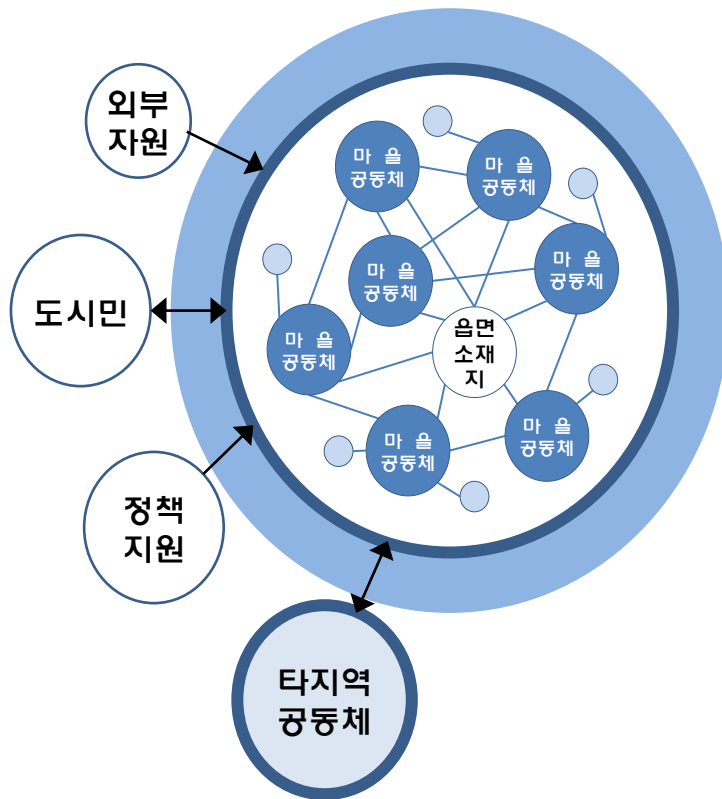 외부
자원
마 을
공동체
마 을
공동체
마 을
공동체
마 을
공동체
도시민
마 을
공동체
읍면
소재
지
마 을
공동체
마 을
공동체
정책
지원
타지역
공동체